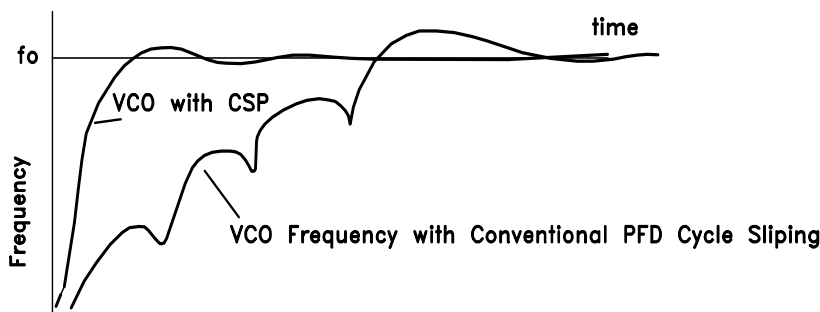 time
fo
VCO with CSP
Frequency
VCO Frequency with Conventional PFD Cycle Sliping